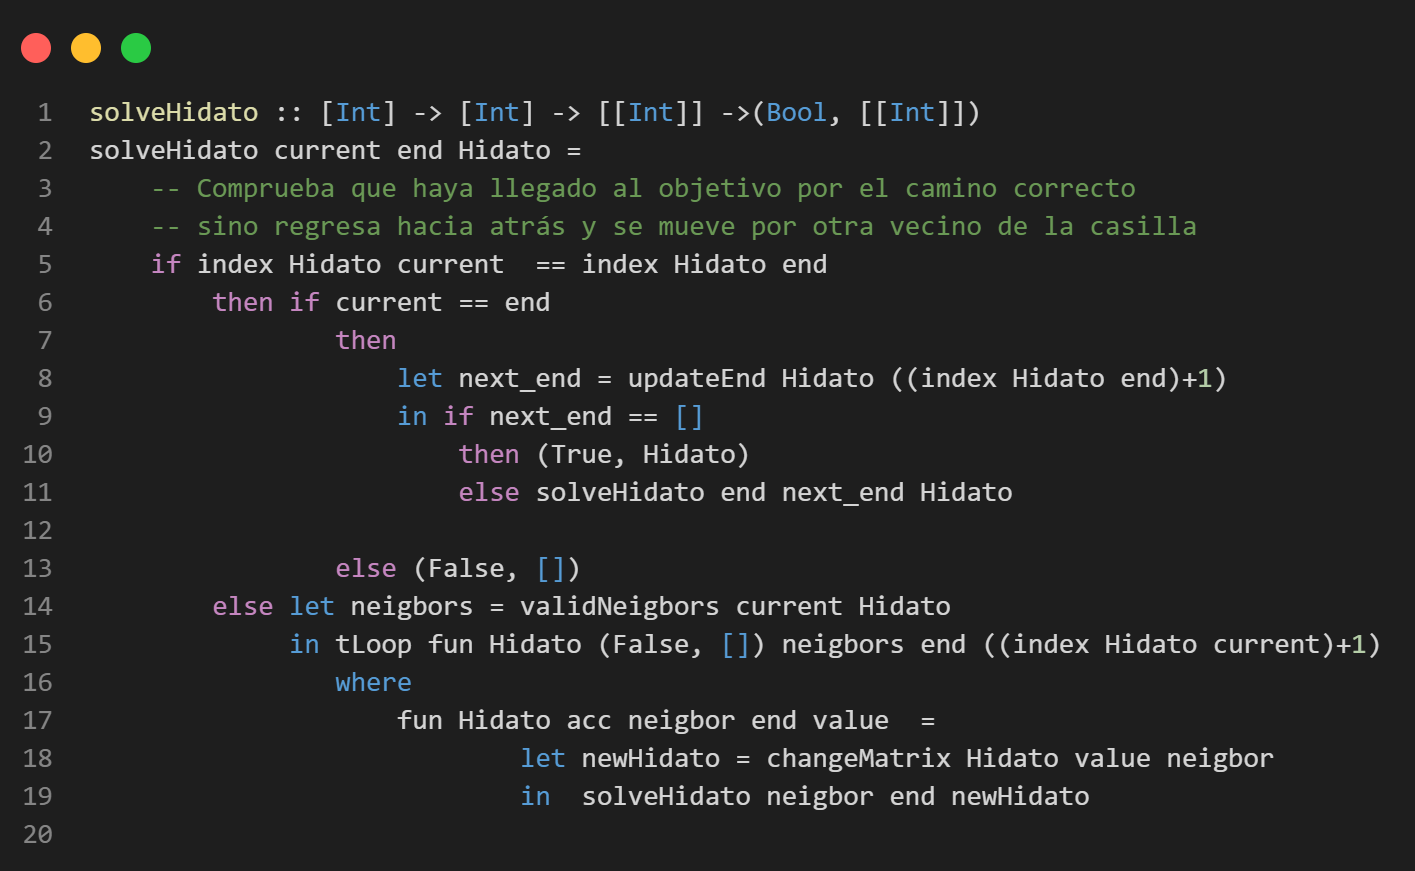 1 solveHidato :: [Int] -> [Int] -> [[Int]] ->(Bool, [[Int]])
2 solveHidato current end Hidato =
3     -- Comprueba que haya llegado al objetivo por el camino correcto
4     -- sino regresa hacia atrás y se mueve por otra vecino de la casilla
5     if index Hidato current  == index Hidato end
6         then if current == end
7                 then
8                     let next_end = updateEnd Hidato ((index Hidato end)+1)
9                     in if next_end == []
10                         then (True, Hidato)
11                         else solveHidato end next_end Hidato
12
13                 else (False, [])
14         else let neigbors = validNeigbors current Hidato
15              in tLoop fun Hidato (False, []) neigbors end ((index Hidato current)+1)
16                 where
17                     fun Hidato acc neigbor end value  =
18                             let newHidato = changeMatrix Hidato value neigbor
19                             in  solveHidato neigbor end newHidato
20